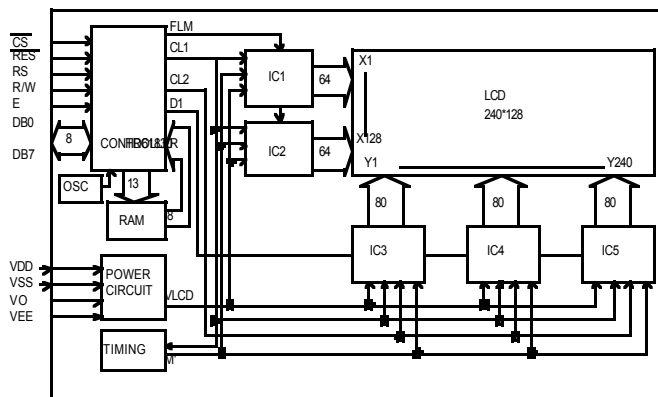 FLM
CS
RES
RS
R/W
E
DB0
DB7
8
CL1
CL2
D1
OSC
13
RAM
8
IC1
IC2
64
64
X1
LCD
240*128
X128
Y1
Y240
80
80
80
IC3
IC4
IC5
VDD
VSS
VO
VEE
POWER
CIRCUIT
VLCD
TIMING
M